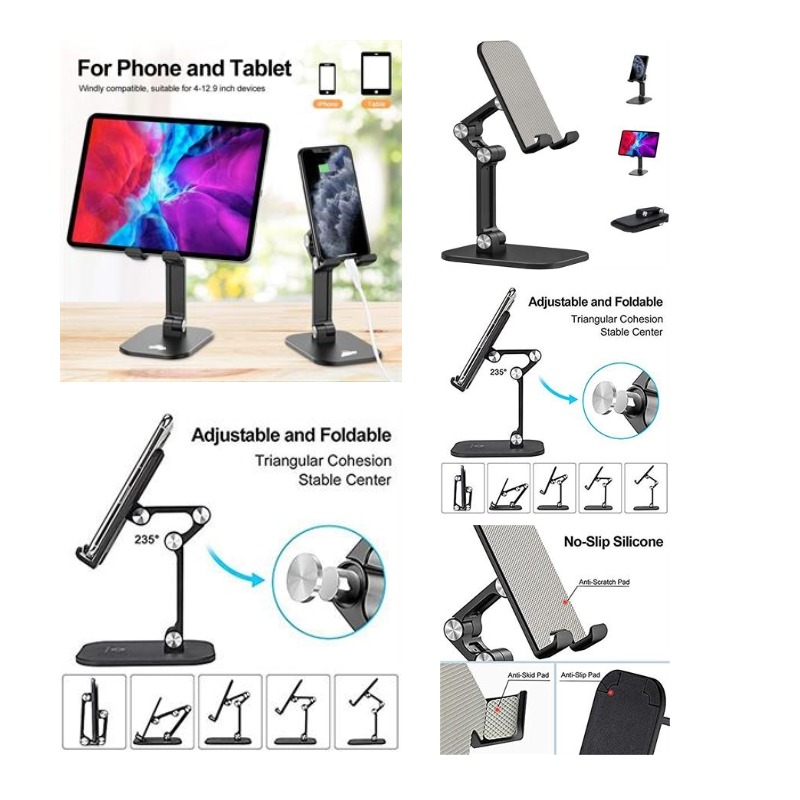 For Phone and Tablet
Windly compatible, suitable for 4-12.9 inch devices
iPhone
Table
Adjustable and Foldable
Triangular Cohesion
Stable Center
235°
Adjustable and Foldable
Triangular Cohesion
Stable Center
235°
No-Slip Silicone
Anti-Scratch Pad
Anti-Skid Pad
Anti-Slip Pad